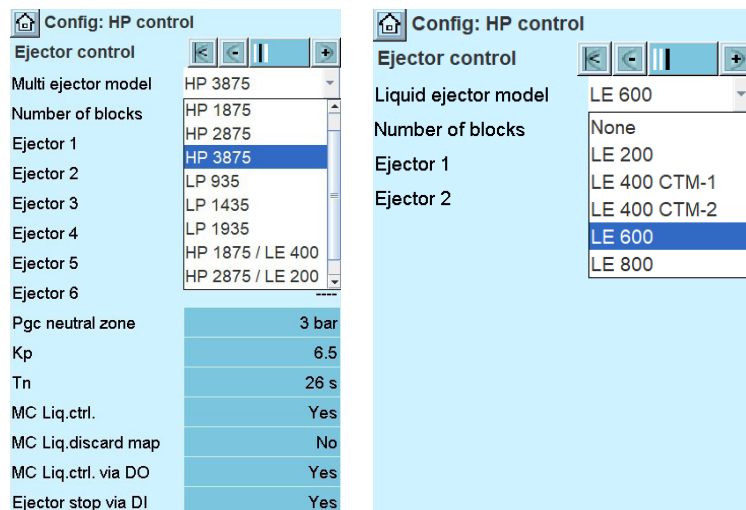 Config: HP control
Ejector control
Multi ejector model HP 3875
Number of blocks
HP 1875
HP 2875
Ejector 1
HP 3875
Ejector 2
LP 935
Ejector 3
LP 1435
Ejector 4
LP 1935
Ejector 5
HP 1875 / LE 400
HP 2875 / LE 200
Ejector 6 ----
Pgc neutral zone 3 bar
Kp 6.5
Tn 26 s
MC Liq.ctrl. Yes
MC Liq.discard map No
MC Liq.ctrl. via DO Yes
Ejector stop via DI Yes
Config: HP control
Ejector control
Liquid ejector model LE 600
Number of blocks
None
LE 200
Ejector 1
LE 400 CTM-1
Ejector 2
LE 400 CTM-2
LE 600
LE 800